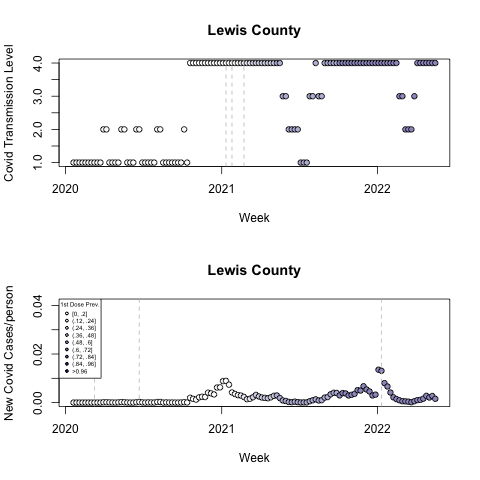 Lewis County
Covid Transmission Level
4.0
3.0
2.0
1.0
2020 2021 2022
Week
Lewis County
New Covid Cases/person
0.04
0.02
0.00
1st Dose Prev.
[0, .2]
(.12, .24]
(.24, .36]
(.36, .48]
(.48, .6]
(.6, .72]
(.72, .84]
(.84, .96]
>0.96
2020 2021 2022
Week